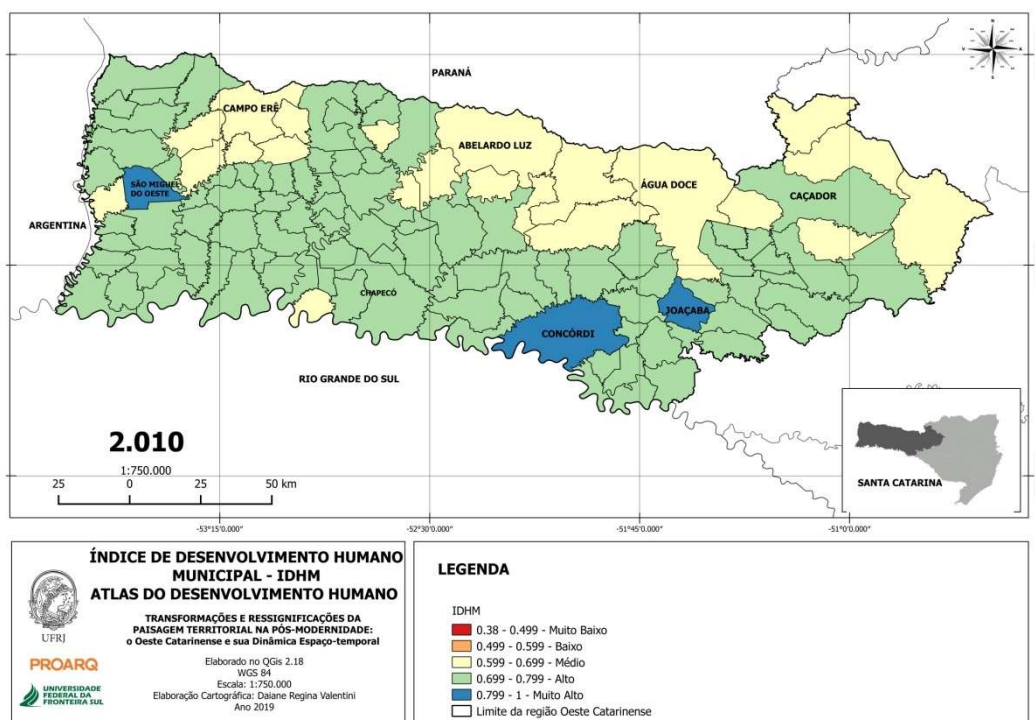 PARANÁ
CAMPO ERÊ
ABELARDO LUZ
SÃO MIGUEL
DO OESTE
ÁGUA DOCE
CAÇADOR
ARGENTINA
CHAPECÓ
JOAÇABA
CONCÓRDI
RIO GRANDE DO SUL
2.010
1:750.000
25 0 25 50 km
SANTA CATARINA
-53°15'0.000" -52°30'0.000" -51°45'0.000" -51°0'0.000"
ÍNDICE DE DESENVOLVIMENTO HUMANO
MUNICIPAL - IDHM
ATLAS DO DESENVOLVIMENTO HUMANO
TRANSFORMAÇÕES E RESSIGNIFICAÇÕES DA
PAISAGEM TERRITORIAL NA PÓS-MODERNIDADE:
o Oeste Catarinense e sua Dinâmica Espaço-temporal
UFRJ
PROARQ
UNIVERSIDADE
FEDERAL DA
FRONTEIRA SUL
Elaborado no QGis 2.18
WGS 84
Escala: 1:750.000
Elaboração Cartográfica: Daiane Regina Valentini
Ano 2019
LEGENDA
IDHM
0.38 - 0.499 - Muito Baixo
0.499 - 0.599 - Baixo
0.599 - 0.699 - Médio
0.699 - 0.799 - Alto
0.799 - 1 - Muito Alto
Limite da região Oeste Catarinense